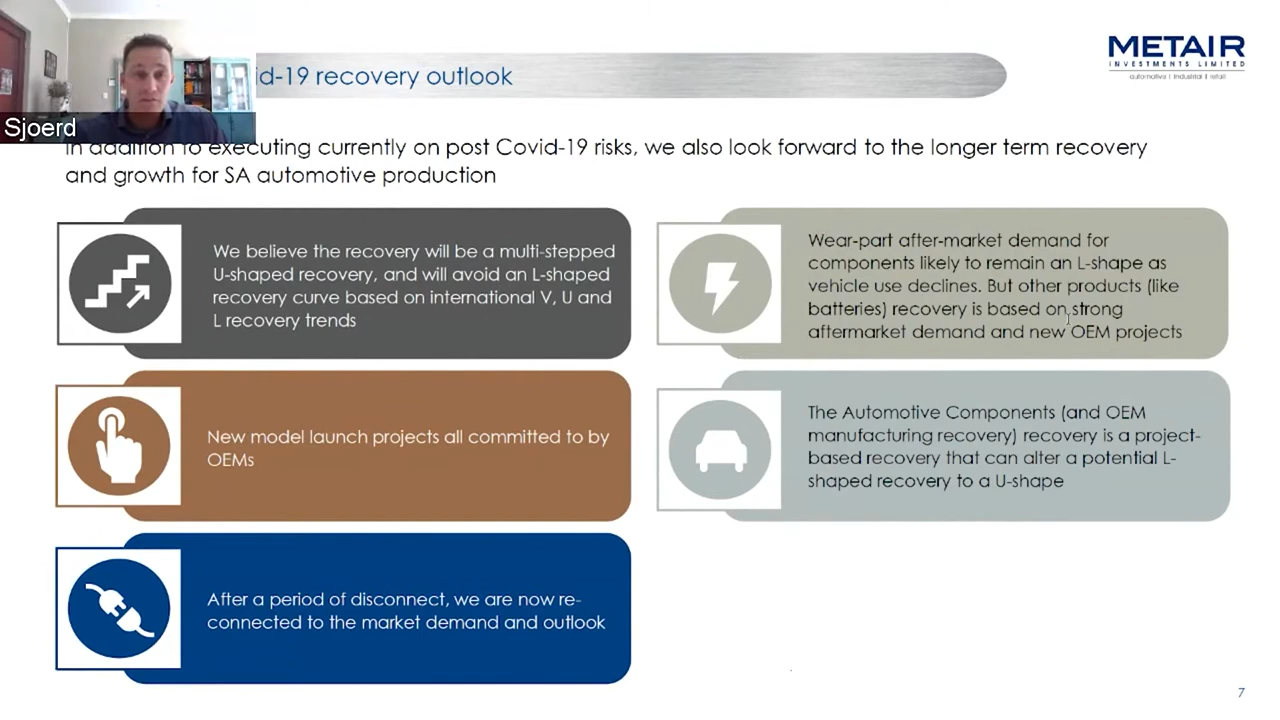 METAIR
INVESTMENTS LIMITED
automotive | industrial | retail
id-19 recovery outlook
Sjoerd
In addition to executing currently on post Covid-19 risks, we also look forward to the longer term recovery
and growth for SA automotive production
We believe the recovery will be a multi-stepped
U-shaped recovery, and will avoid an L-shaped
recovery curve based on international V, U and
L recovery trends
Wear-part after-market demand for
components likely to remain an L-shape as
vehicle use declines. But other products (like
batteries) recovery is based on strong
aftermarket demand and new OEM projects
New model launch projects all committed to by
OEMs
The Automotive Components (and OEM
manufacturing recovery) recovery is a project-
based recovery that can alter a potential L-
shaped recovery to a U-shape
After a period of disconnect, we are now re-
connected to the market demand and outlook
7